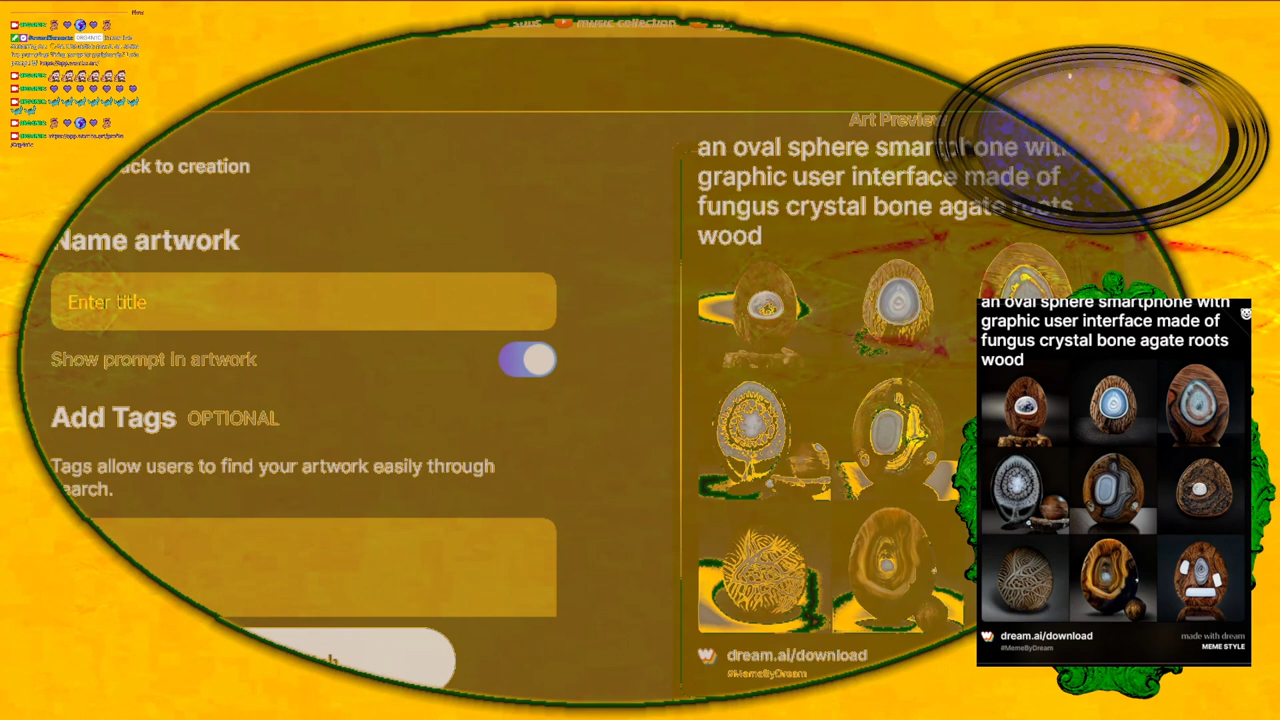 music collection
ack to creation
Name artwork
Enter title
Show prompt in artwork
Add Tags OPTIONAL
Tags allow users to find your artwork easily through
earch.
Art Preview
an oval sphere smartphone with
graphic user interface made of
fungus crystal bone agate roots
wood
dream.ai/download
#MemeByDream
an oval sphere smartphone with
graphic user interface made of
fungus crystal bone agate roots
wood
dream.ai/download
#MemeByDream
made with dream
MEME STYLE